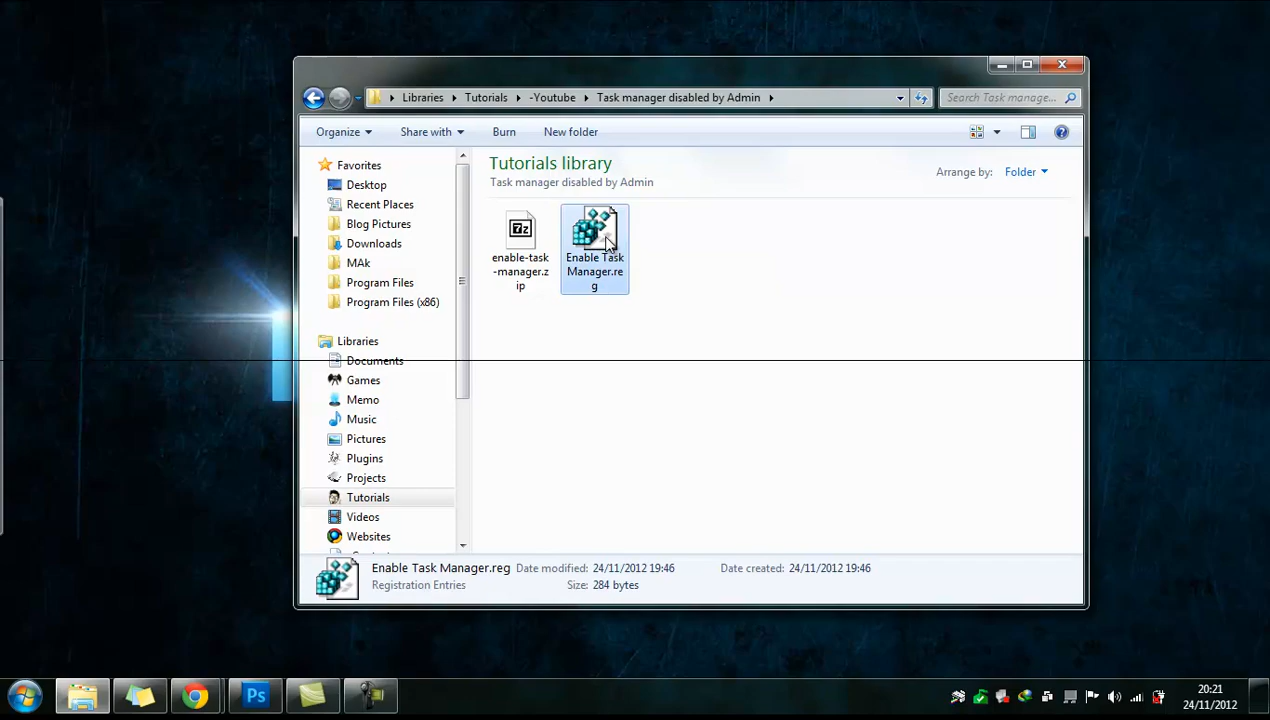 Libraries Tutorials -Youtube Task manager disabled by Admin Search Task manage...
Organize Share with Burn New folder
Favorites
Desktop
Recent Places
Blog Pictures
Downloads
MAk
Program Files
Program Files (x86)
Libraries
Documents
Games
Memo
Music
Pictures
Plugins
Projects
Tutorials
Videos
Websites
Tutorials library
Task manager disabled by Admin
Arrange by: Folder
7z
enable-task
-manager.z
ip
Enable Task
Manager.re
g
Enable Task Manager.reg Date modified: 24/11/2012 19:46 Date created: 24/11/2012 19:46
Registration Entries Size: 284 bytes
Ps
20:21
24/11/2012